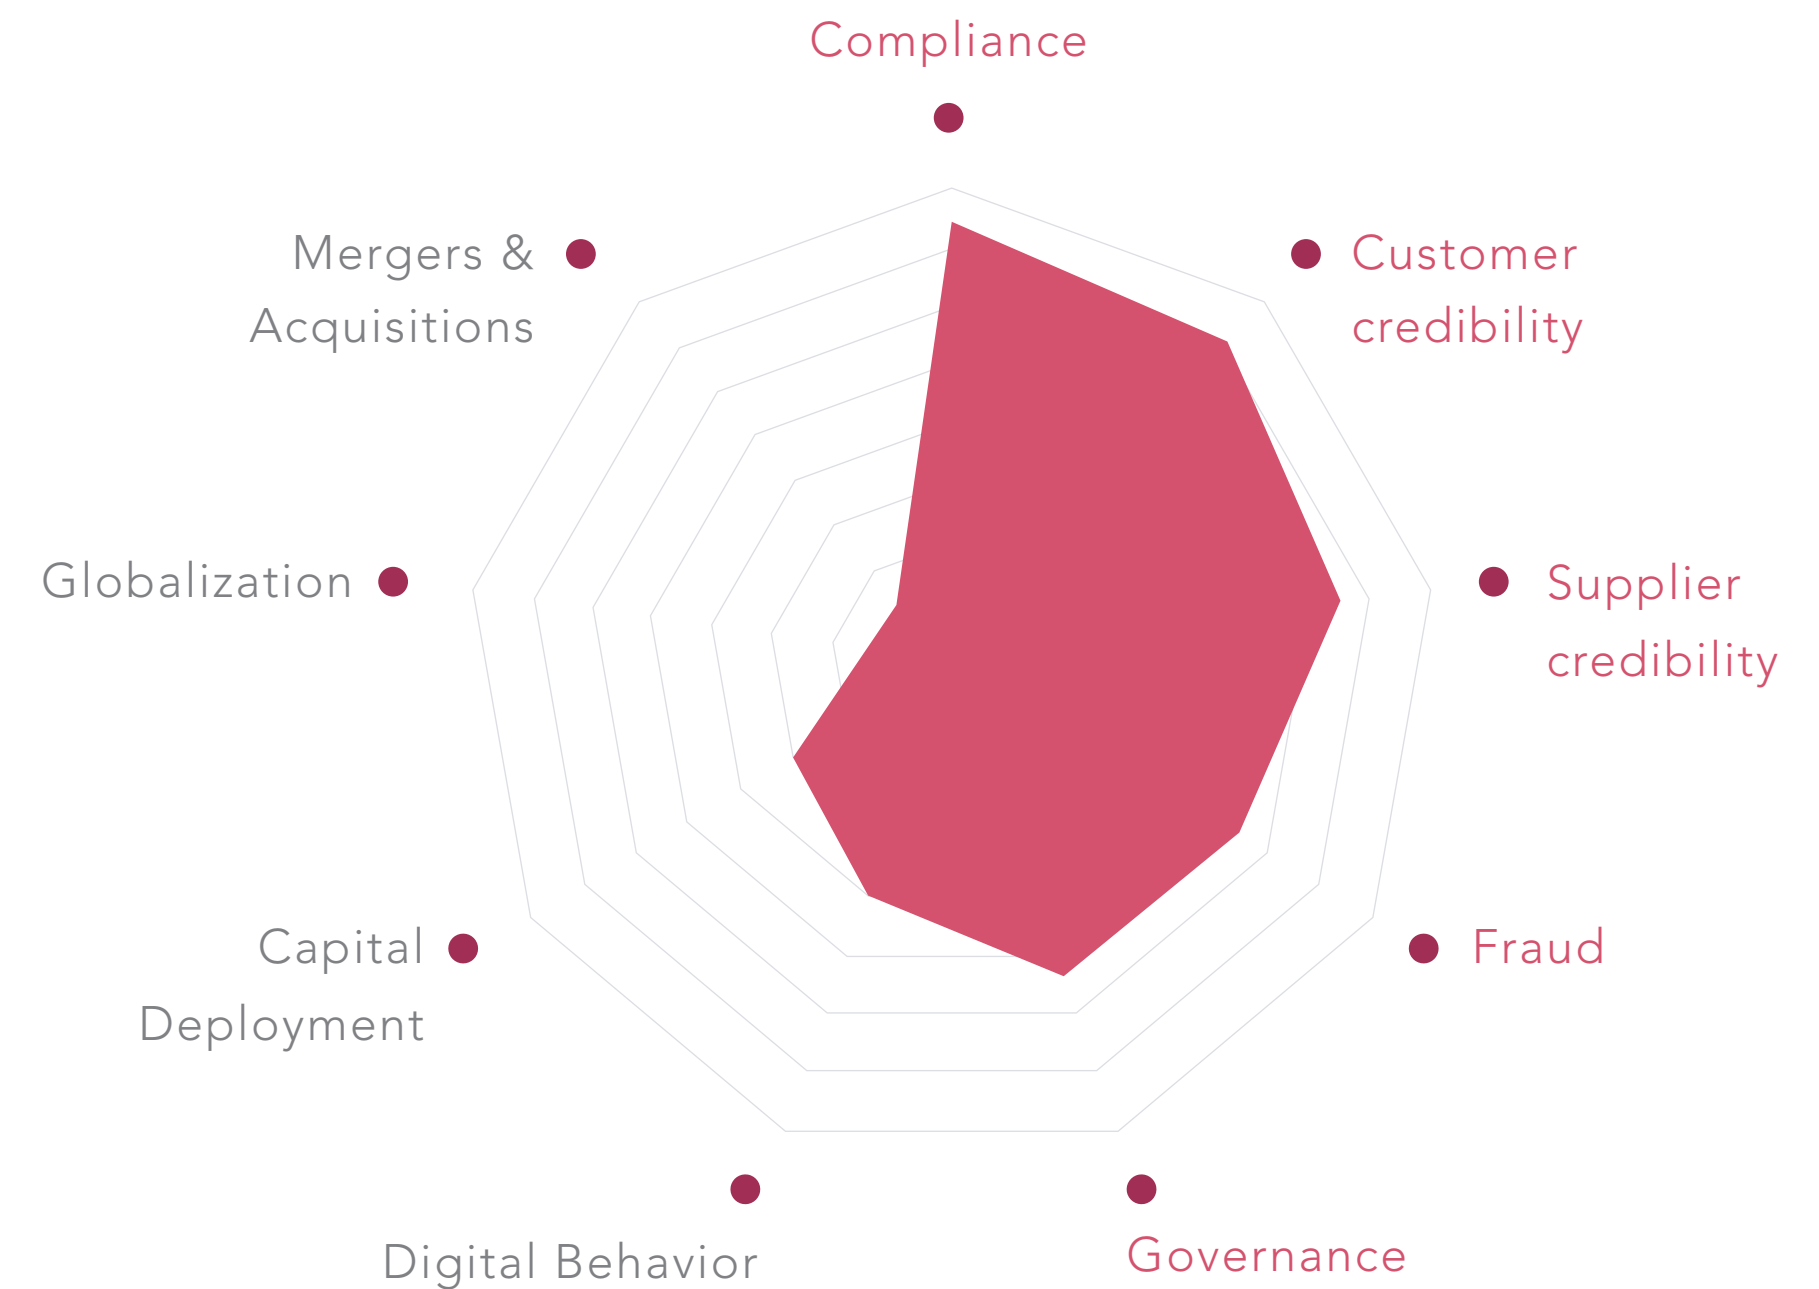 Compliance
Customer
credibility
Supplier
credibility
Fraud
Governance
Digital Behavior
Capital
Deployment
Globalization
Mergers &
Acquisitions